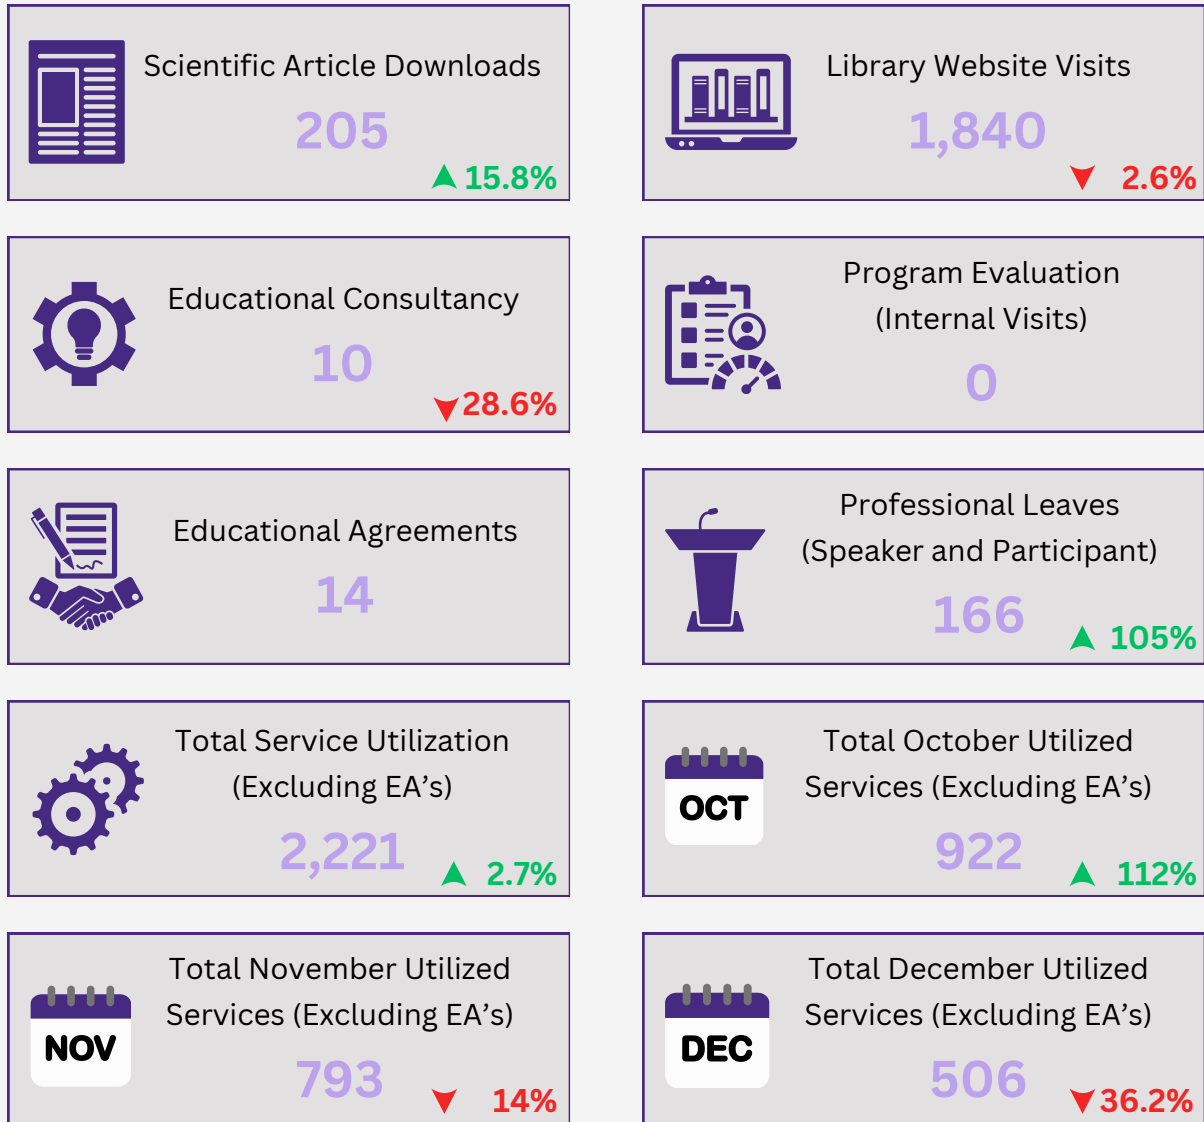 Scientific Article Downloads
205
15.8%
Library Website Visits
1,840
2.6%
Educational Consultancy
10
28.6%
Program Evaluation
(Internal Visits)
0
Educational Agreements
14
Professional Leaves
(Speaker and Participant)
166
105%
Total Service Utilization
(Excluding EA’s)
2,221
2.7%
OCT
Total October Utilized
Services (Excluding EA’s)
922
112%
NOV
Total November Utilized
Services (Excluding EA’s)
793
14%
DEC
Total December Utilized
Services (Excluding EA’s)
506
36.2%